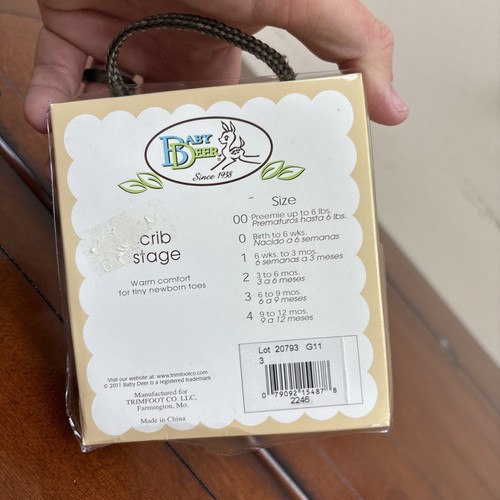 BABY
DEER
Since 1938
crib
stage
Warm comfort
for tiny newborn toes
Size
00 Preemie up to 6 lbs.
Prematuros hasta 6 lbs.
0 Birth to 6 wks.
Nacido a 6 semanas
1 6 wks. to 3 mos.
6 semanas a 3 meses
2 3 to 6 mos.
3 a 6 meses
3 6 to 9 mos.
6 a 9 meses
4 9 to 12 mos.
9 a 12 meses
Lot 20793 G11
3
0 79092 15487 8
2246
Visit our website at: www.trimfootco.com
© 2011 Baby Deer is a registered trademark
Manufactured for
TRIMFOOT CO. LLC,
Farmington, Mo.
Made in China